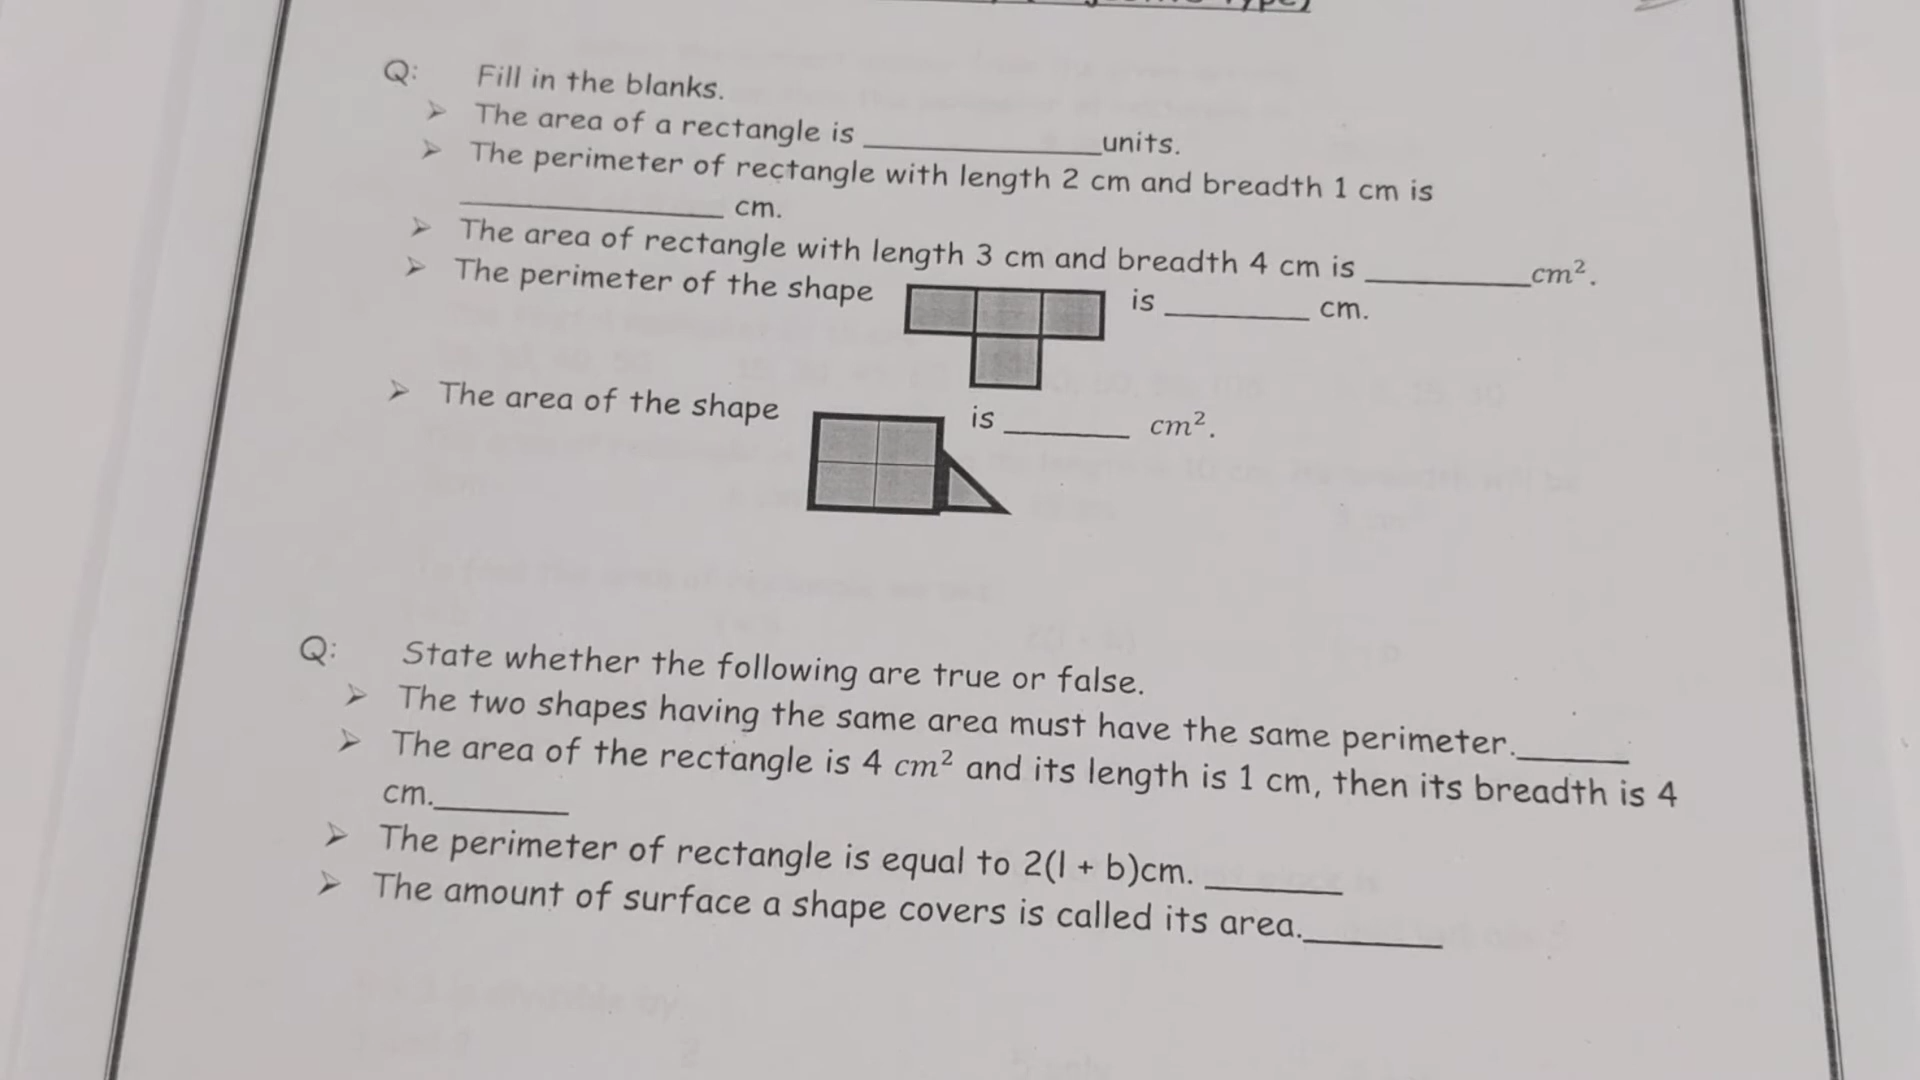 Type)
Q: Fill in the blanks.
➢ The area of a rectangle is ______________units.
➢ The perimeter of rectangle with length 2 cm and breadth 1 cm is
________________ cm.
➢ The area of rectangle with length 3 cm and breadth 4 cm is __________cm².
➢ The perimeter of the shape is _________ cm.
➢ The area of the shape is ________ cm².
Q: State whether the following are true or false.
➢ The two shapes having the same area must have the same perimeter.______
➢ The area of the rectangle is 4 cm² and its length is 1 cm, then its breadth is 4
cm.________
➢ The perimeter of rectangle is equal to 2(l + b)cm. ________
➢ The amount of surface a shape covers is called its area.________